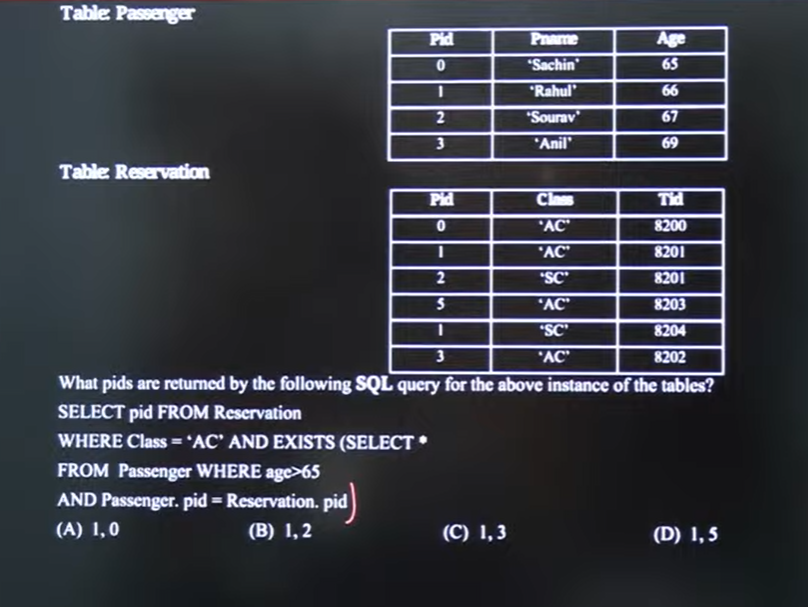 Table: Passenger
Pid Pname Age
0 ‘Sachin’ 65
1 ‘Rahul’ 66
2 ‘Sourav’ 67
3 ‘Anil’ 69
Table: Reservation
Pid Class Tid
0 ‘AC’ 8200
1 ‘AC’ 8201
2 ‘SC’ 8201
5 ‘AC’ 8203
1 ‘SC’ 8204
3 ‘AC’ 8202
What pids are returned by the following SQL query for the above instance of the tables?
SELECT pid FROM Reservation
WHERE Class = ‘AC’ AND EXISTS (SELECT *
FROM Passenger WHERE age>65
AND Passenger. pid = Reservation. pid)
(A) 1, 0 (B) 1, 2 (C) 1, 3 (D) 1, 5